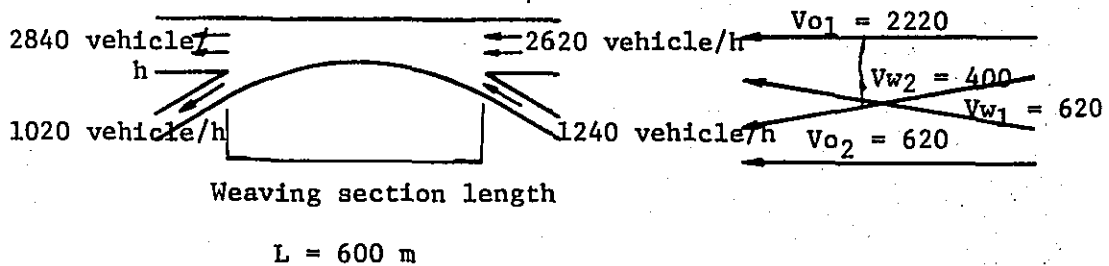 Vo1 = 2220
2840 vehicle/
h
2620 vehicle/h
Vw2 = 400
Vw1 = 620
1020 vehicle/h
1240 vehicle/h
Vo2 = 620
Weaving section length
L = 600 m